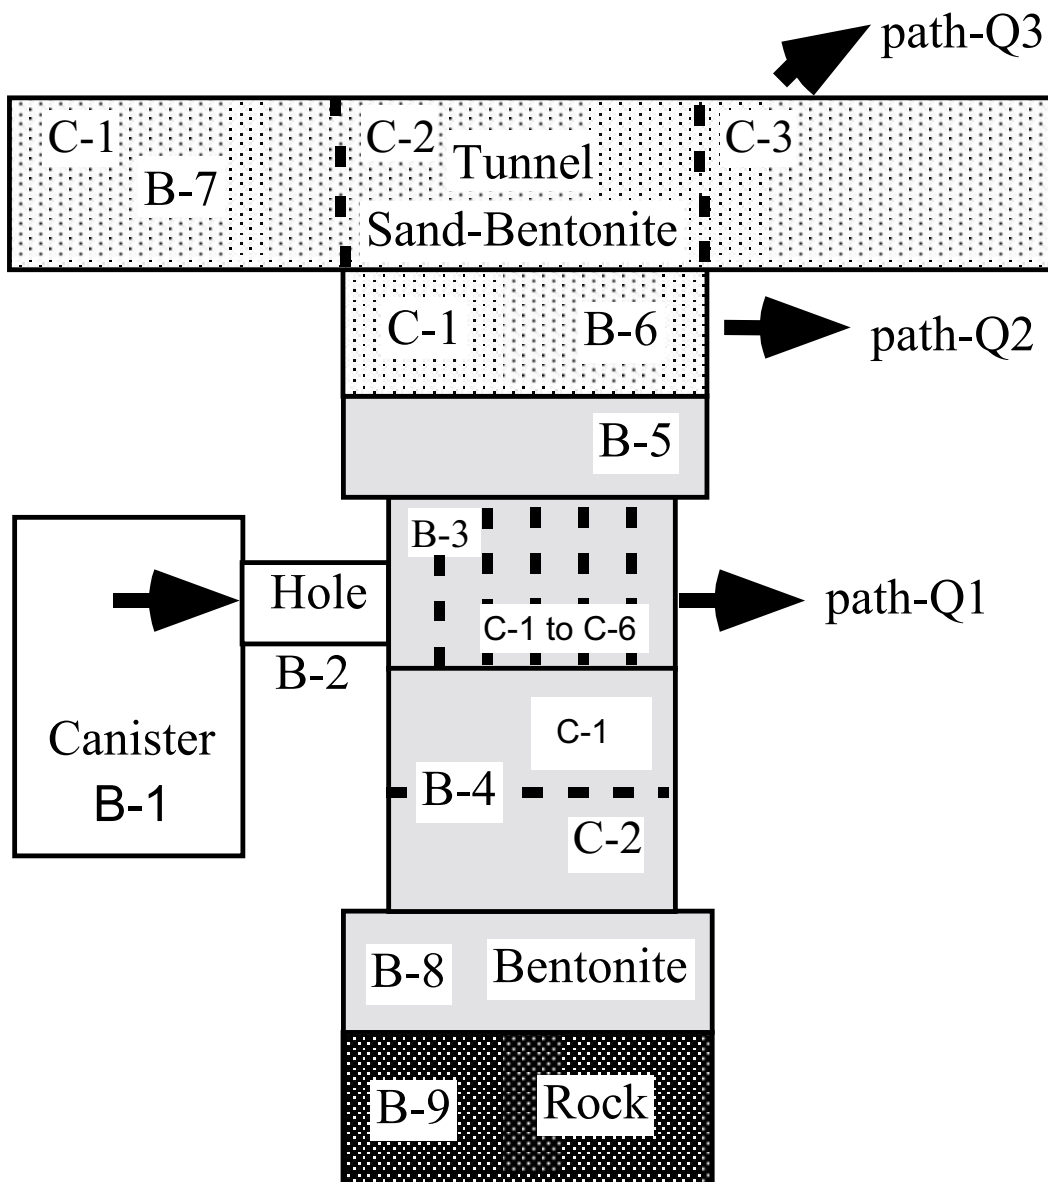 path-Q3
C-1
C-2
C-3
B-7
Tunnel
Sand-Bentonite
C-1
B-6
path-Q2
B-5
B-3
Hole
C-1 to C-6
path-Q1
B-2
Canister
B-1
C-1
B-4
C-2
B-8
Bentonite
B-9
Rock